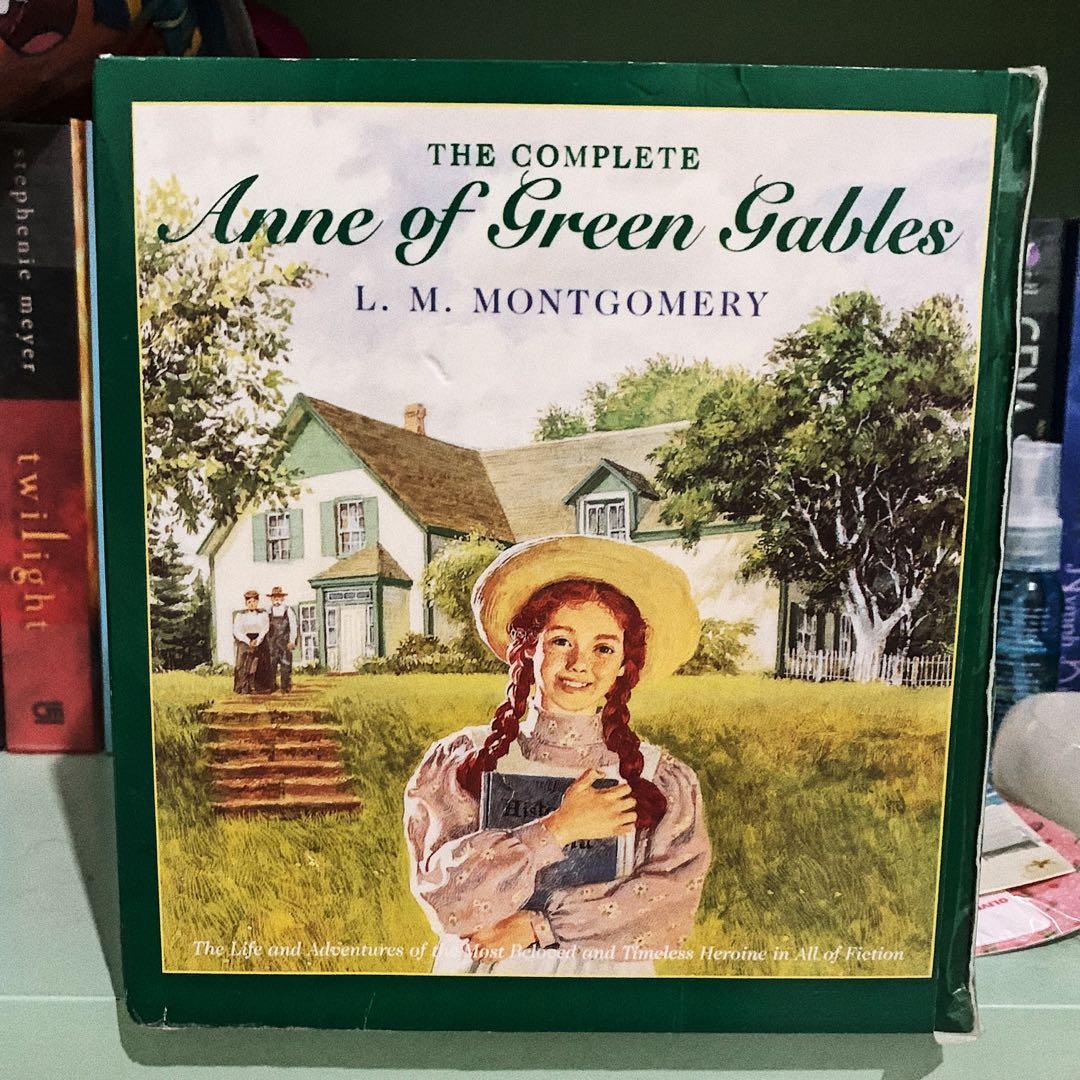 THE COMPLETE
Anne of Green Gables
L. M. MONTGOMERY
The Life and Adventures of the Most Beloved and Timeless Heroine in All of Fiction
stephenie meyer
twilight